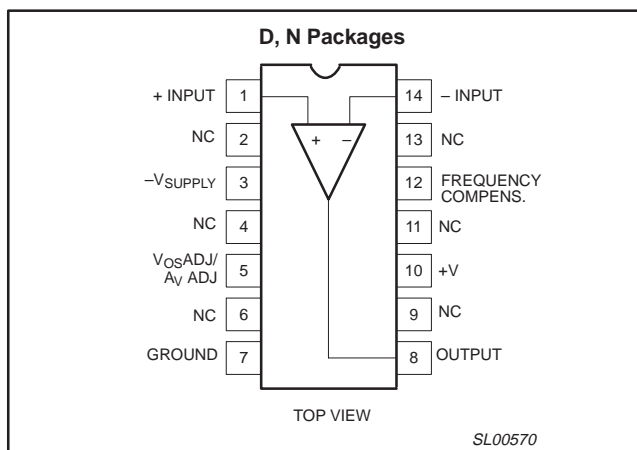 D, N Packages
+ INPUT 1 14 – INPUT
+ –
NC 2 13 NC
–VSUPPLY 3 12 FREQUENCY
COMPENS.
NC 4 11 NC
VOSADJ/
AV ADJ 5 10 +V
NC 6 9 NC
GROUND 7 8 OUTPUT
TOP VIEW
SL00570